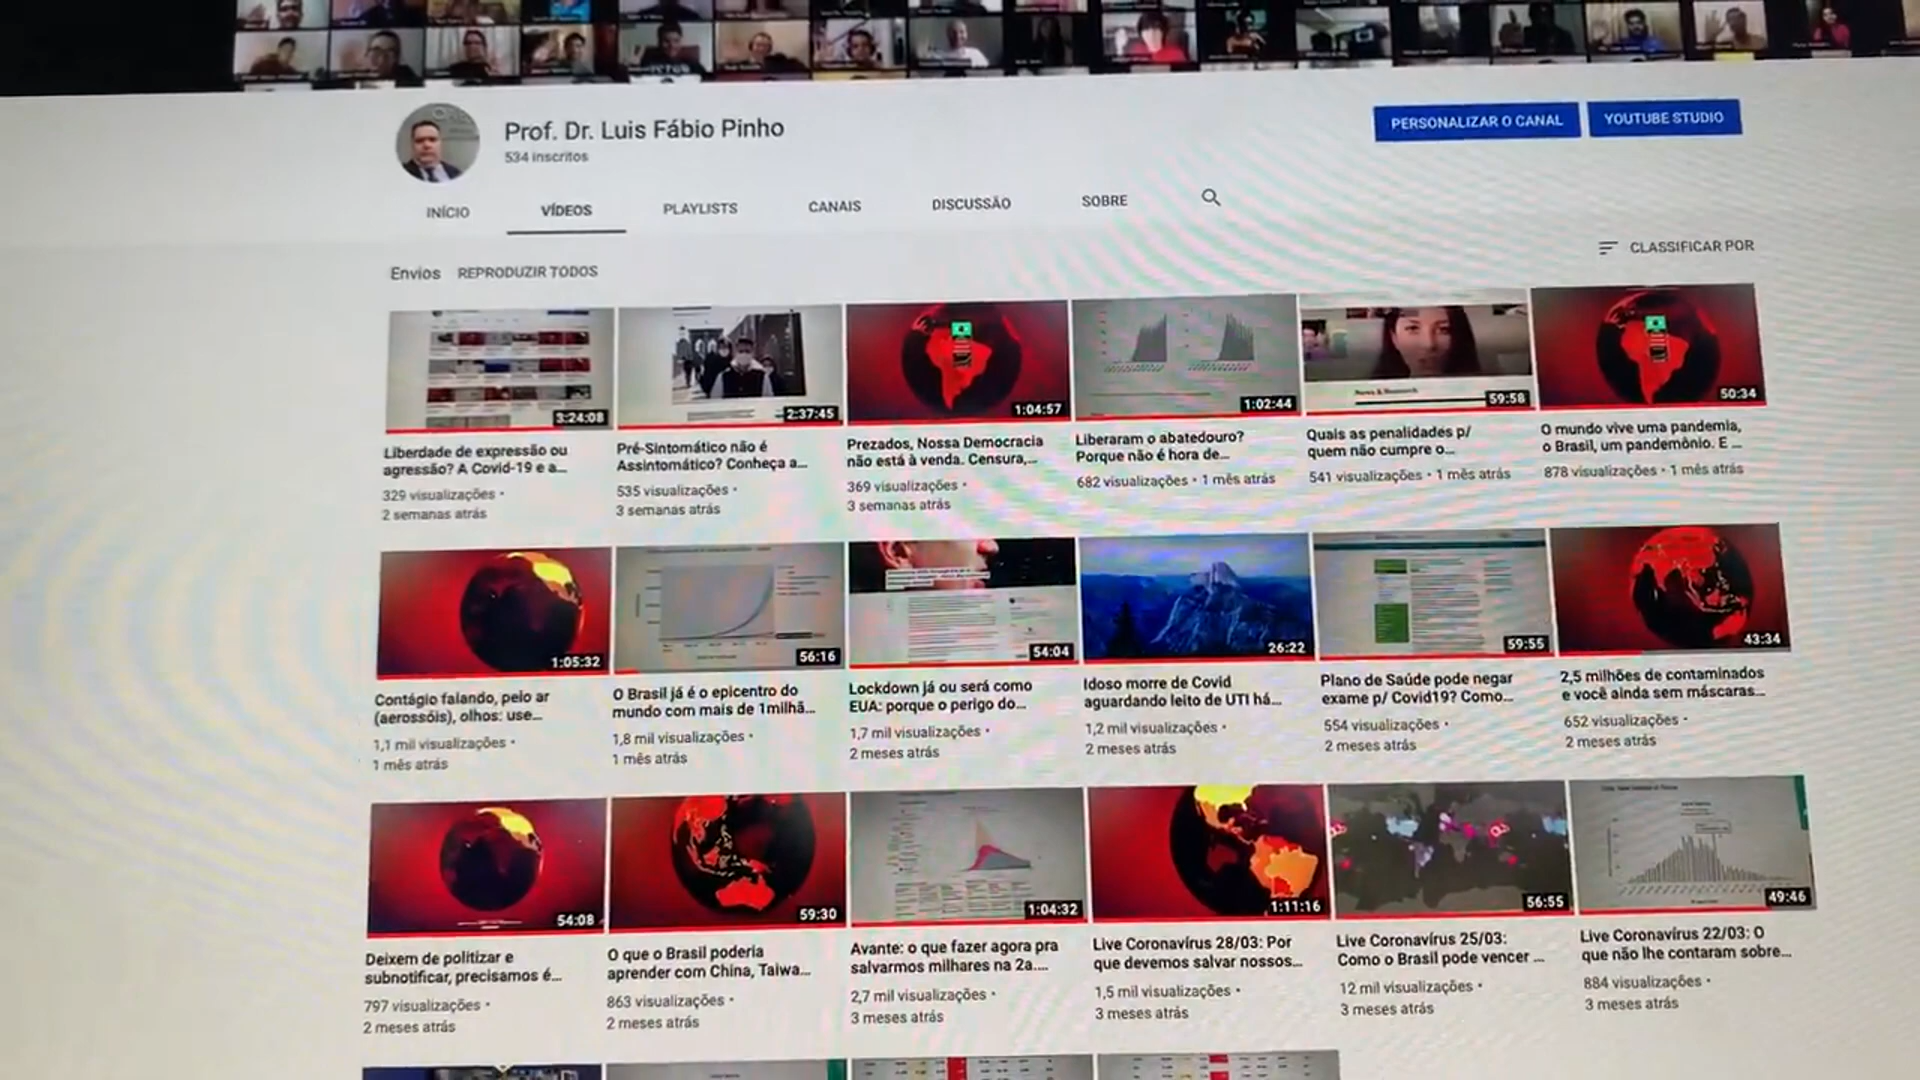 Prof. Dr. Luis Fábio Pinho
534 inscritos
PERSONALIZAR O CANAL
YOUTUBE STUDIO
INÍCIO
VÍDEOS
PLAYLISTS
CANAIS
DISCUSSÃO
SOBRE
Envios
REPRODUZIR TODOS
CLASSIFICAR POR
3:24:08
Liberdade de expressão ou
agressão? A Covid-19 e a...
329 visualizações •
2 semanas atrás
2:37:45
Pré-Sintomático não é
Assintomático? Conheça a...
535 visualizações •
3 semanas atrás
1:04:57
Prezados, Nossa Democracia
não está à venda. Censura,...
369 visualizações •
3 semanas atrás
1:02:44
Liberaram o abatedouro?
Porque não é hora de...
682 visualizações • 1 mês atrás
News & Research
59:58
Quais as penalidades p/
quem não cumpre o...
541 visualizações • 1 mês atrás
50:34
O mundo vive uma pandemia,
o Brasil, um pandemônio. E ...
878 visualizações • 1 mês atrás
1:05:32
Contágio falando, pelo ar
(aerossóis), olhos: use...
1,1 mil visualizações •
1 mês atrás
56:16
O Brasil já é o epicentro do
mundo com mais de 1milhã...
1,8 mil visualizações •
1 mês atrás
54:04
Lockdown já ou será como
EUA: porque o perigo do...
1,7 mil visualizações •
2 meses atrás
26:22
Idoso morre de Covid
aguardando leito de UTI há...
1,2 mil visualizações •
2 meses atrás
59:55
Plano de Saúde pode negar
exame p/ Covid19? Como...
554 visualizações •
2 meses atrás
43:34
2,5 milhões de contaminados
e você ainda sem máscaras...
652 visualizações •
2 meses atrás
54:08
Deixem de politizar e
subnotificar, precisamos é...
797 visualizações •
2 meses atrás
59:30
O que o Brasil poderia
aprender com China, Taiwa...
863 visualizações •
2 meses atrás
1:04:32
Avante: o que fazer agora pra
salvarmos milhares na 2a....
2,7 mil visualizações •
3 meses atrás
1:11:16
Live Coronavírus 28/03: Por
que devemos salvar nossos...
1,5 mil visualizações •
3 meses atrás
56:55
Live Coronavírus 25/03:
Como o Brasil pode vencer ...
12 mil visualizações •
3 meses atrás
49:46
Live Coronavírus 22/03: O
que não lhe contaram sobre...
884 visualizações •
3 meses atrás